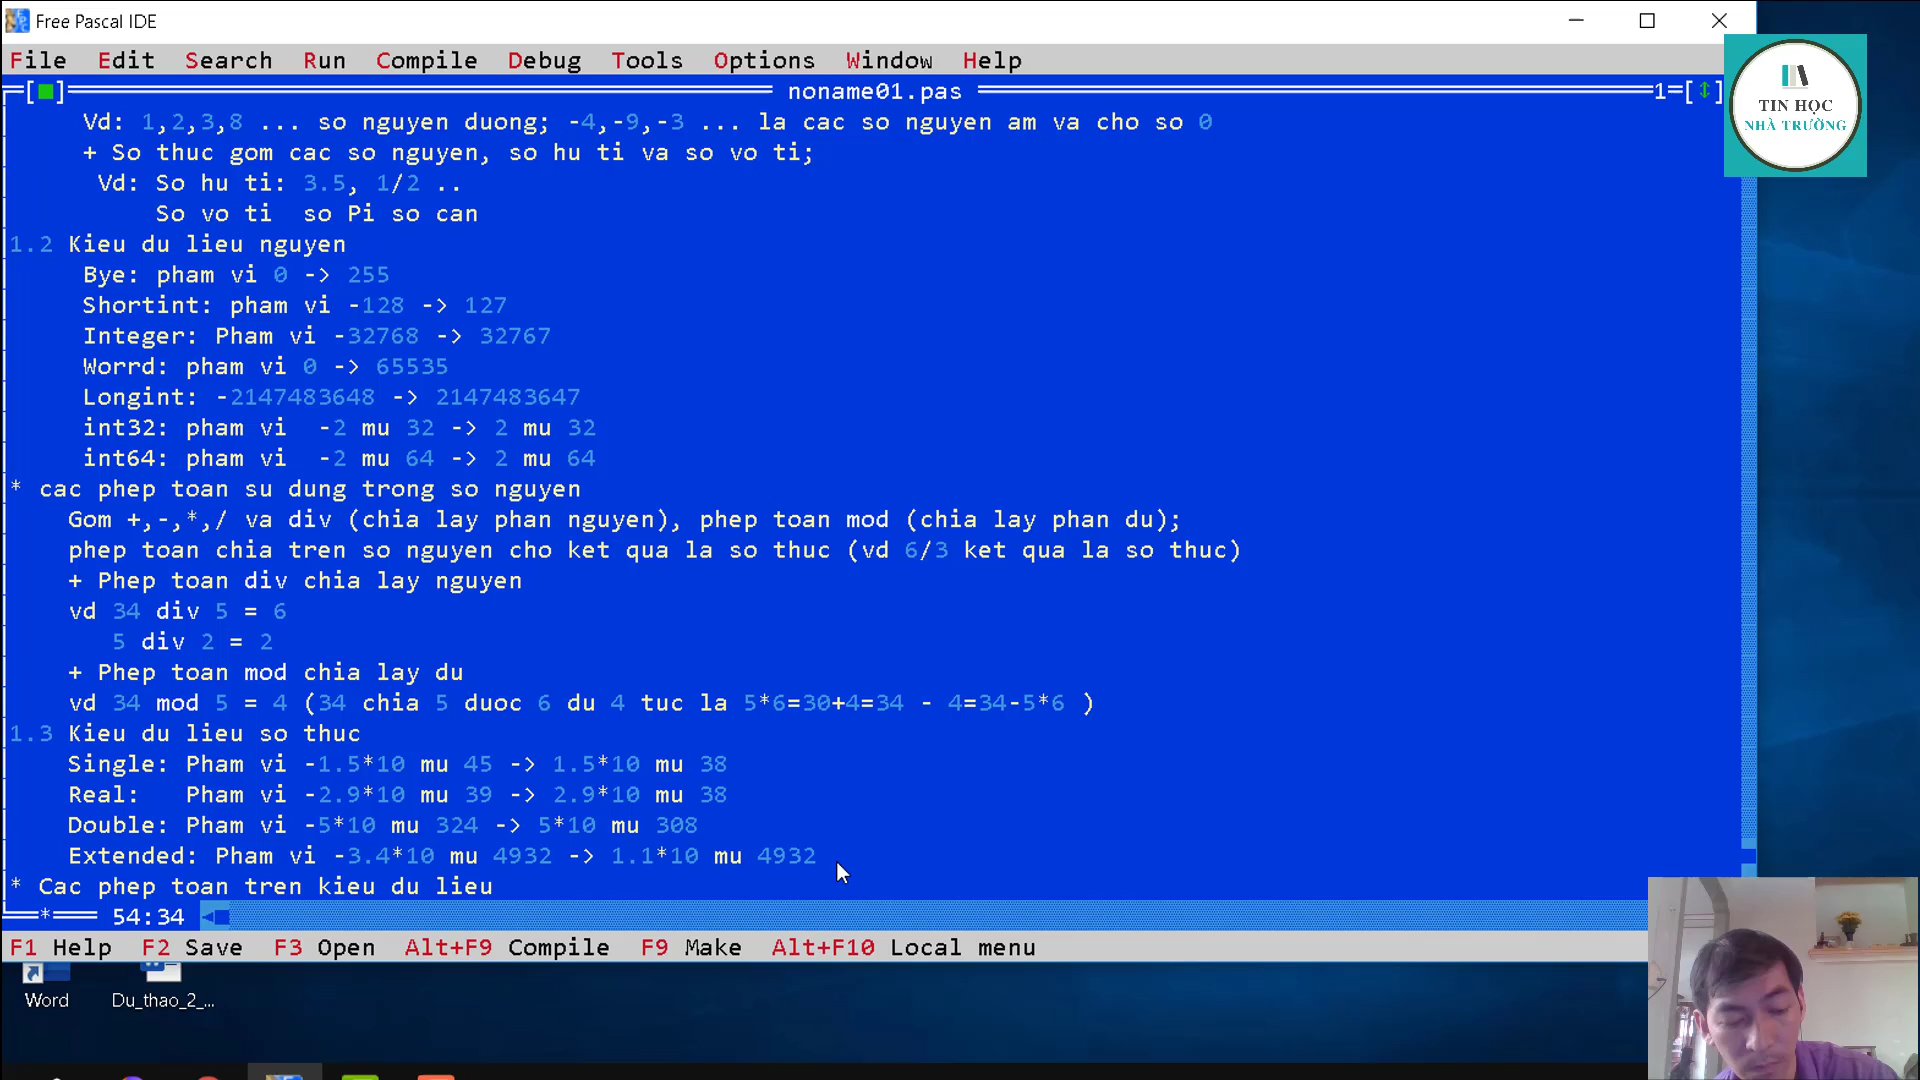 Free Pascal IDE
File Edit Search Run Compile Debug Tools Options Window Help
noname01.pas 1
TIN HỌC
NHÀ TRƯỜNG
Vd: 1,2,3,8 ... so nguyen duong; -4,-9,-3 ... la cac so nguyen am va cho so 0
+ So thuc gom cac so nguyen, so hu ti va so vo ti;
Vd: So hu ti: 3.5, 1/2 ..
So vo ti so Pi so can
1.2 Kieu du lieu nguyen
Bye: pham vi 0 -> 255
Shortint: pham vi -128 -> 127
Integer: Pham vi -32768 -> 32767
Worrd: pham vi 0 -> 65535
Longint: -2147483648 -> 2147483647
int32: pham vi -2 mu 32 -> 2 mu 32
int64: pham vi -2 mu 64 -> 2 mu 64
* cac phep toan su dung trong so nguyen
Gom +,-,*,/ va div (chia lay phan nguyen), phep toan mod (chia lay phan du);
phep toan chia tren so nguyen cho ket qua la so thuc (vd 6/3 ket qua la so thuc)
+ Phep toan div chia lay nguyen
vd 34 div 5 = 6
5 div 2 = 2
+ Phep toan mod chia lay du
vd 34 mod 5 = 4 (34 chia 5 duoc 6 du 4 tuc la 5*6=30+4=34 - 4=34-5*6 )
1.3 Kieu du lieu so thuc
Single: Pham vi -1.5*10 mu 45 -> 1.5*10 mu 38
Real: Pham vi -2.9*10 mu 39 -> 2.9*10 mu 38
Double: Pham vi -5*10 mu 324 -> 5*10 mu 308
Extended: Pham vi -3.4*10 mu 4932 -> 1.1*10 mu 4932
* Cac phep toan tren kieu du lieu
* 54:34
F1 Help F2 Save F3 Open Alt+F9 Compile F9 Make Alt+F10 Local menu
Word
Du_thao_2_...